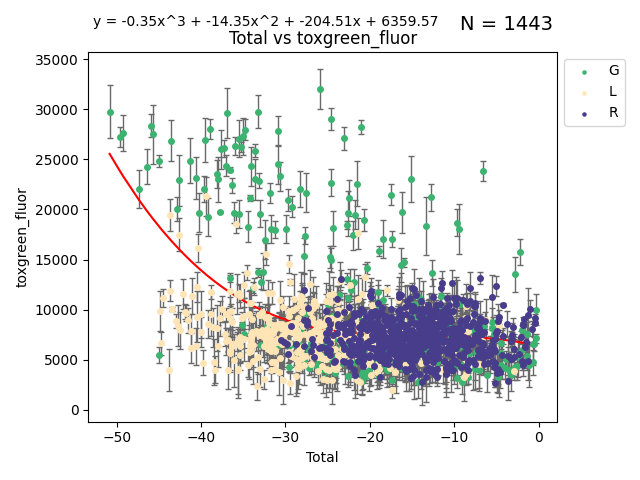 y = -0.35x^3 + -14.35x^2 + -204.51x + 6359.57
N = 1443
Total vs toxgreen_fluor
35000
30000
25000
20000
15000
10000
5000
0
toxgreen_fluor
−50
−40
−30
−20
−10
0
Total
G
L
R